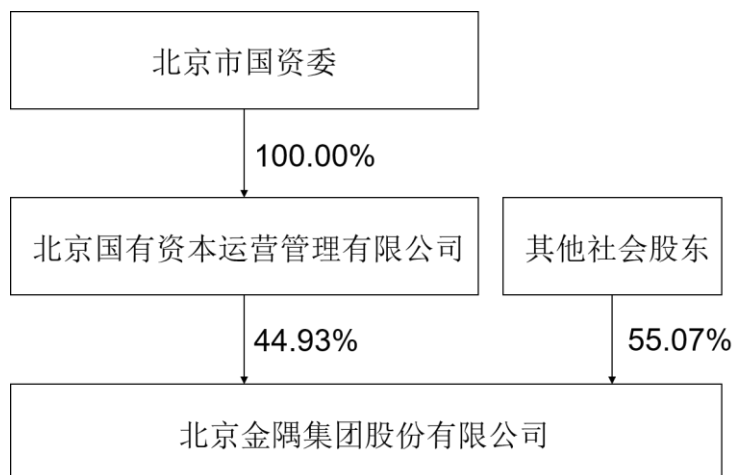 北京市国资委
100.00%
北京国有资本运营管理有限公司
其他社会股东
44.93%
55.07%
北京金隅集团股份有限公司